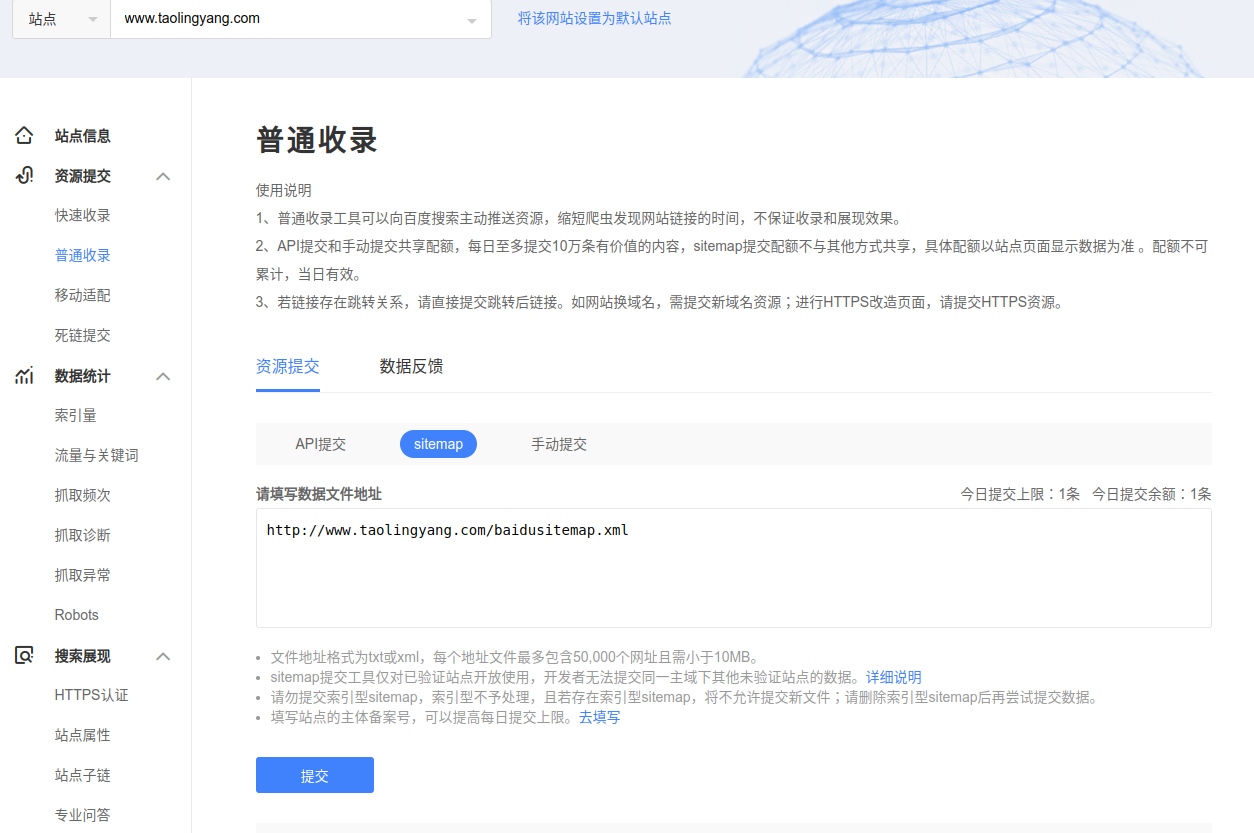 站点 www.taolingyang.com 将该网站设置为默认站点
站点信息
资源提交
快速收录
普通收录
移动适配
死链提交
数据统计
索引量
流量与关键词
抓取频次
抓取诊断
抓取异常
Robots
搜索展现
HTTPS认证
站点属性
站点子链
专业问答
普通收录
使用说明
1、普通收录工具可以向百度搜索主动推送资源，缩短爬虫发现网站链接的时间，不保证收录和展现效果。
2、API提交和手动提交共享配额，每日至多提交10万条有价值的内容，sitemap提交配额不与其他方式共享，具体配额以站点页面显示数据为准 。配额不可
累计，当日有效。
3、若链接存在跳转关系，请直接提交跳转后链接。如网站换域名，需提交新域名资源；进行HTTPS改造页面，请提交HTTPS资源。
资源提交 数据反馈
API提交 sitemap 手动提交
请填写数据文件地址 今日提交上限：1条 今日提交余额：1条
http://www.taolingyang.com/baidusitemap.xml
• 文件地址格式为txt或xml，每个地址文件最多包含50,000个网址且需小于10MB。
• sitemap提交工具仅对已验证站点开放使用，开发者无法提交同一主域下其他未验证站点的数据。详细说明
• 请勿提交索引型sitemap，索引型不予处理，且若存在索引型sitemap，将不允许提交新文件；请删除索引型sitemap后再尝试提交数据。
• 填写站点的主体备案号，可以提高每日提交上限。去填写
提交